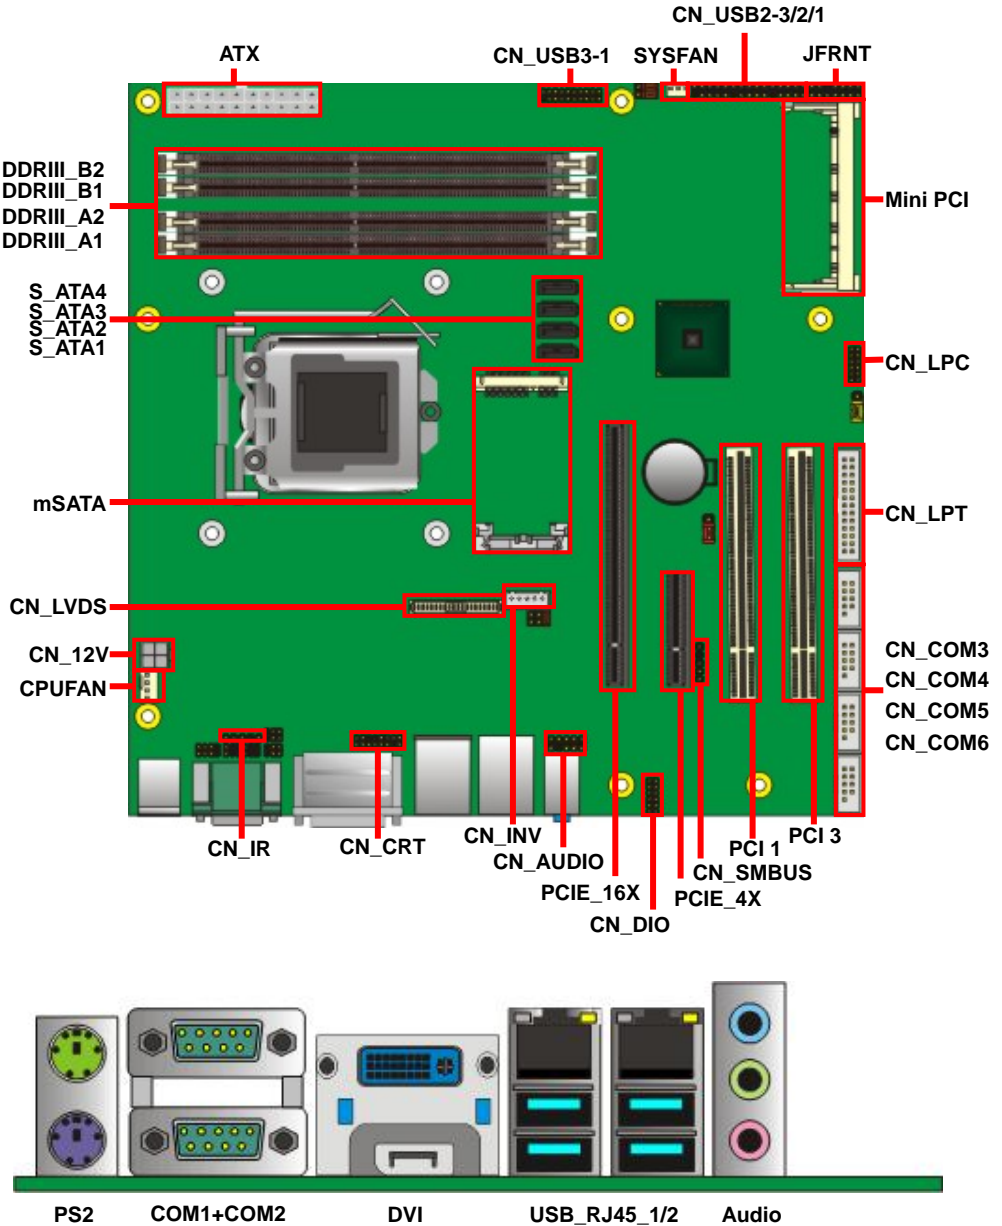 CN_USB2-3/2/1
ATX
CN_USB3-1
SYSFAN
JFRNT
DDRIII_B2
DDRIII_B1
DDRIII_A2
DDRIII_A1
Mini PCI
S_ATA4
S_ATA3
S_ATA2
S_ATA1
CN_LPC
mSATA
CN_LPT
CN_LVDS
CN_12V
CPUFAN
CN_COM3
CN_COM4
CN_COM5
CN_COM6
CN_IR
CN_CRT
CN_INV
CN_AUDIO
PCIE_16X
CN_DIO
PCI 1
PCI 3
CN_SMBUS
PCIE_4X
PS2
COM1+COM2
DVI
USB_RJ45_1/2
Audio